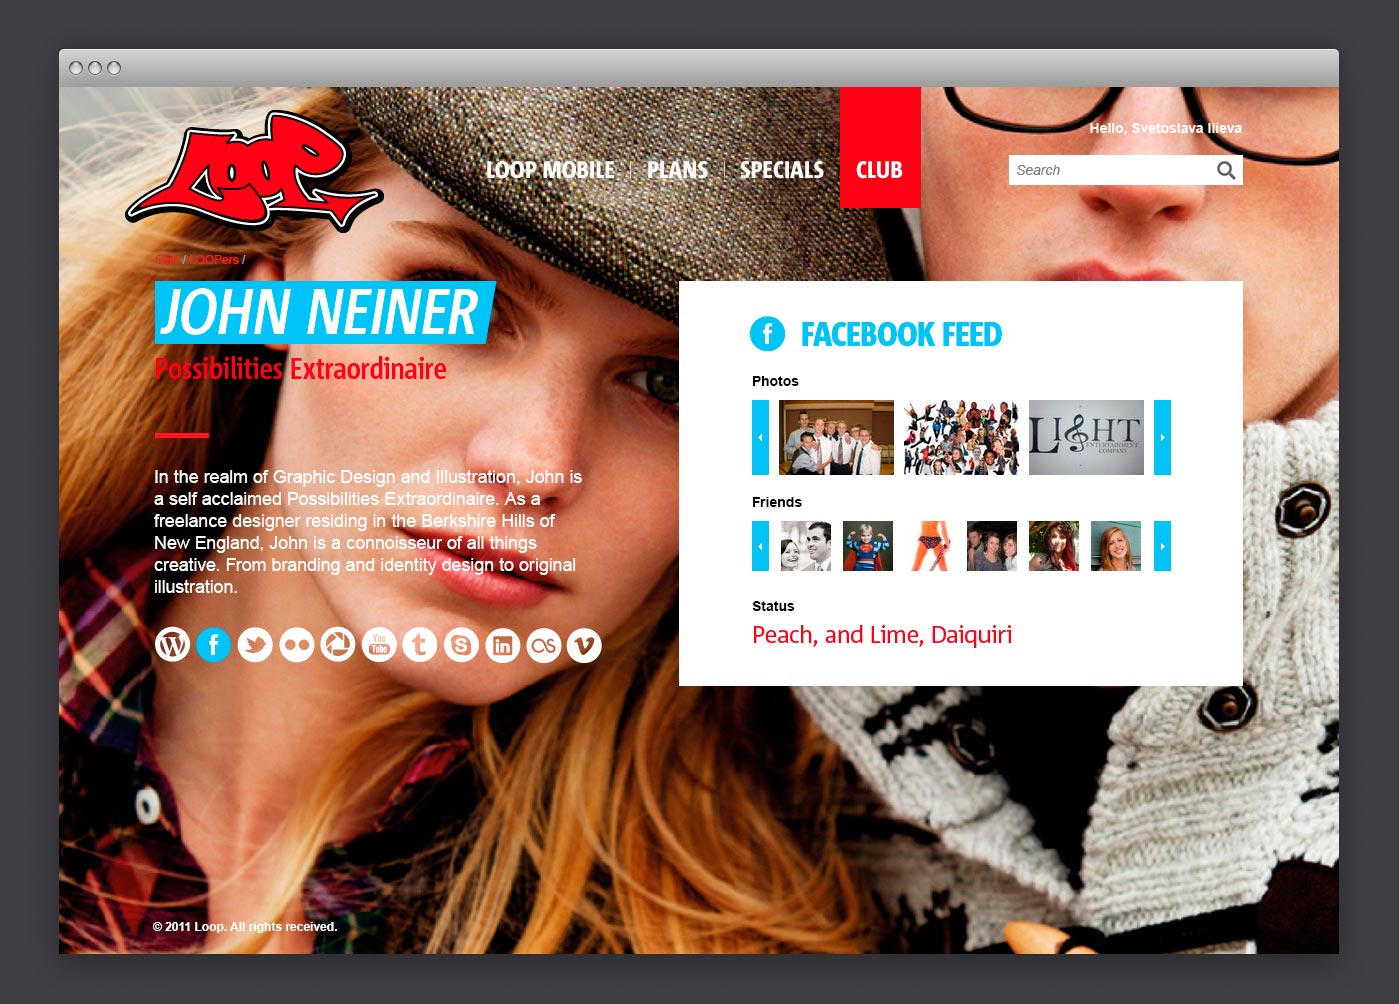 LOOP
LOOP MOBILE
PLANS
SPECIALS
CLUB
Hello, Svetoslava Ilieva
Search
Club / LOOPers /
JOHN NEINER
Possibilities Extraordinaire
In the realm of Graphic Design and Illustration, John is
a self acclaimed Possibilities Extraordinaire. As a
freelance designer residing in the Berkshire Hills of
New England, John is a connoisseur of all things
creative. From branding and identity design to original
illustration.
You
Tube
FACEBOOK FEED
Photos
LIGHT
ENTERTAINMENT
COMPANY
Friends
Status
Peach, and Lime, Daiquiri
© 2011 Loop. All rights received.